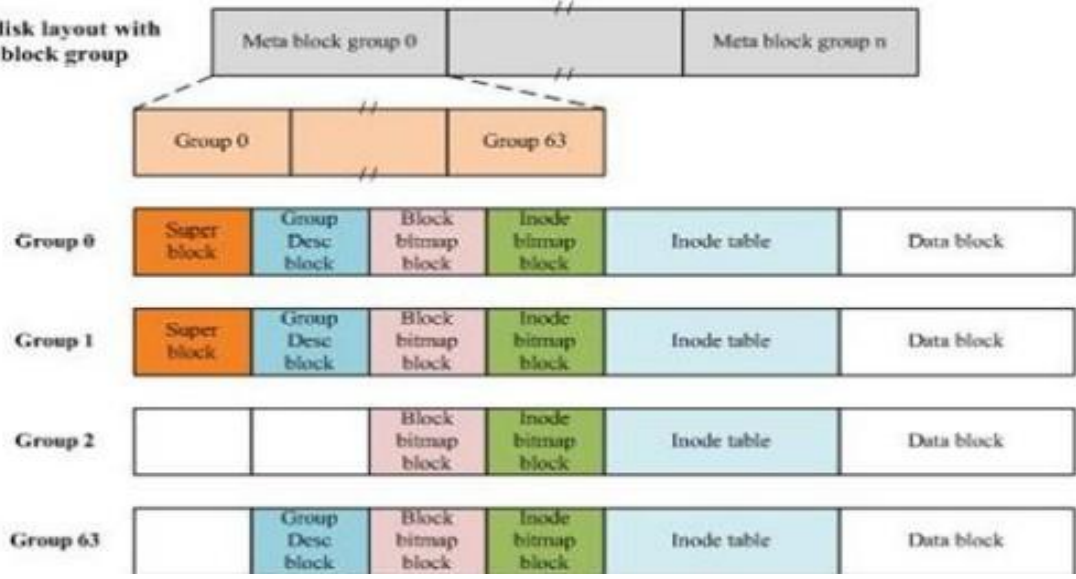 disk layout with
block group
Meta block group 0
Meta block group n
Group 0
Group 63
Group 0
Super
block
Group
Desc
block
Block
bitmap
block
Inode
bitmap
block
Inode table
Data block
Group 1
Super
block
Group
Desc
block
Block
bitmap
block
Inode
bitmap
block
Inode table
Data block
Group 2
Block
bitmap
block
Inode
bitmap
block
Inode table
Data block
Group 63
Group
Desc
block
Block
bitmap
block
Inode
bitmap
block
Inode table
Data block